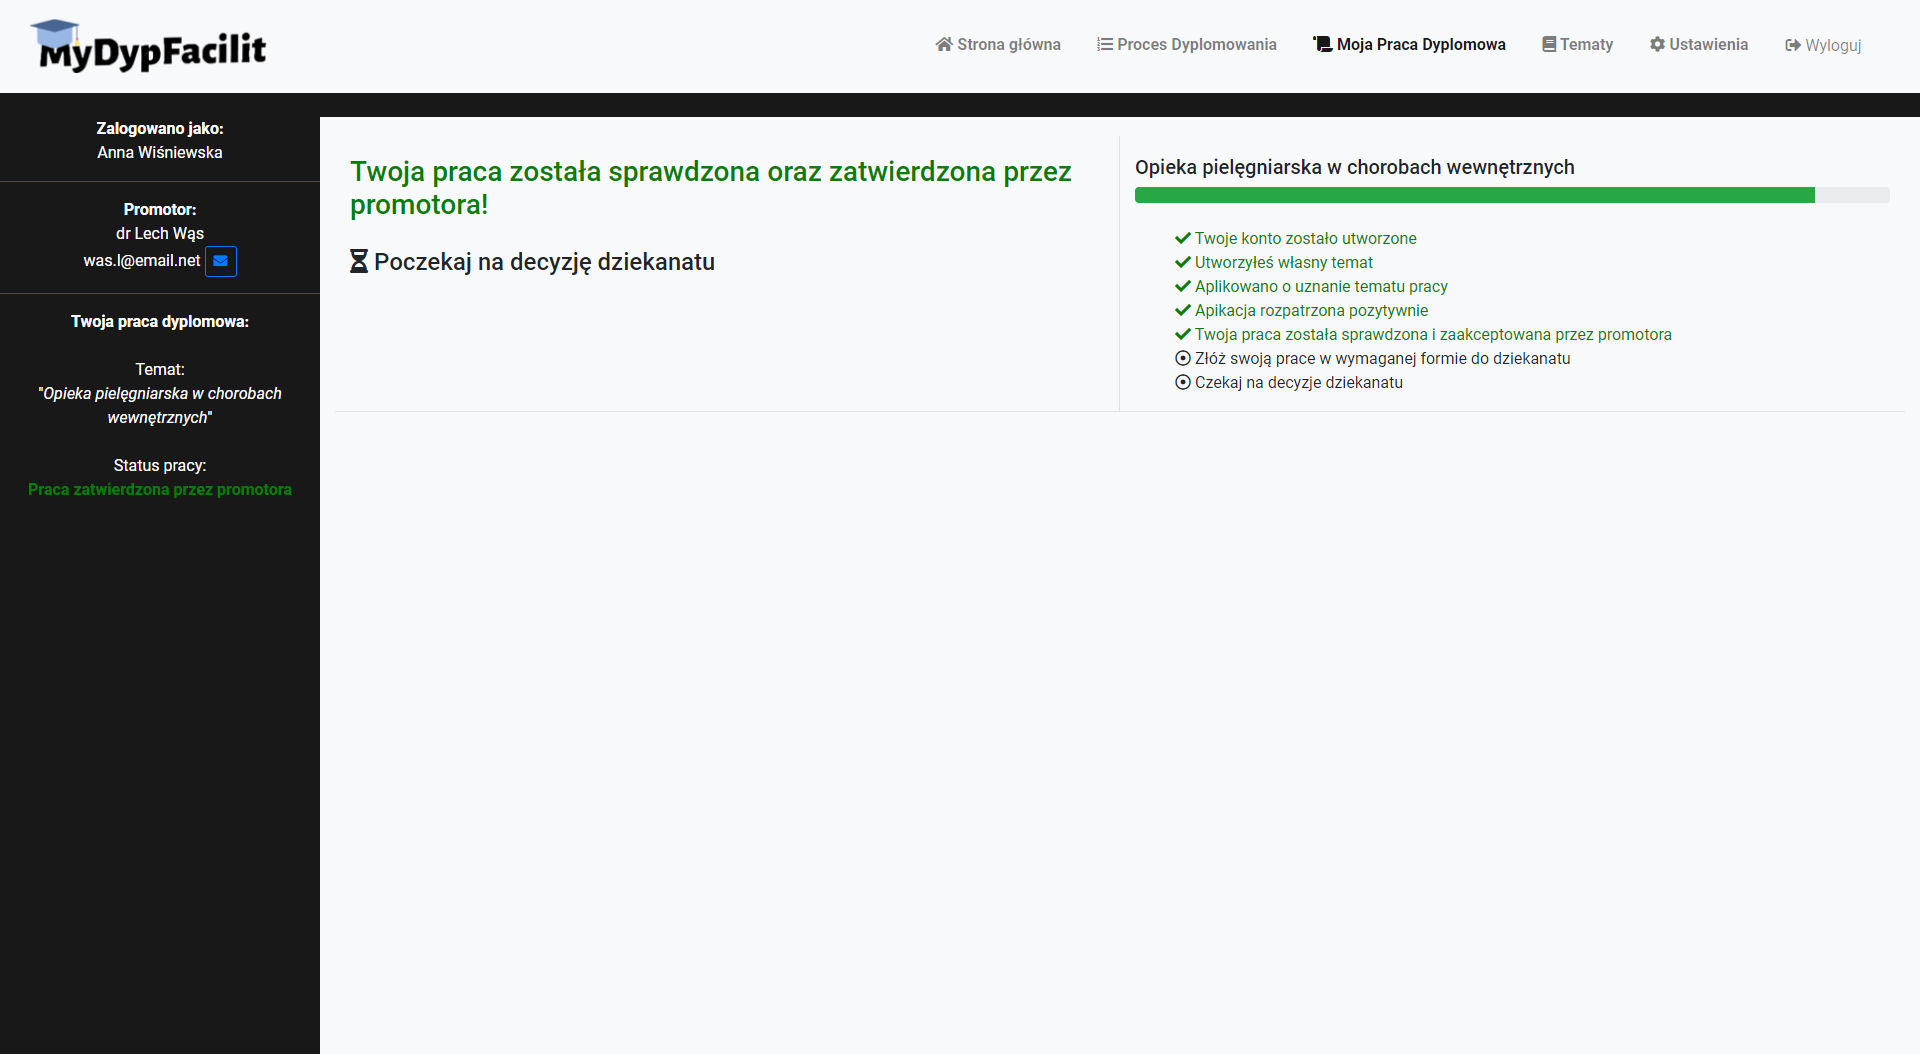 MyDypFacilit
Strona główna
Proces Dyplomowania
Moja Praca Dyplomowa
Tematy
Ustawienia
Wyloguj
Zalogowano jako:
Anna Wiśniewska
Promotor:
dr Lech Wąs
was.l@email.net
Twoja praca dyplomowa:
Temat:
"Opieka pielęgniarska w chorobach
wewnętrznych"
Status pracy:
Praca zatwierdzona przez promotora
Twoja praca została sprawdzona oraz zatwierdzona przez
promotora!
Poczekaj na decyzję dziekanatu
Opieka pielęgniarska w chorobach wewnętrznych
Twoje konto zostało utworzone
Utworzyłeś własny temat
Aplikowano o uznanie tematu pracy
Apikacja rozpatrzona pozytywnie
Twoja praca została sprawdzona i zaakceptowana przez promotora
Złóż swoją prace w wymaganej formie do dziekanatu
Czekaj na decyzje dziekanatu